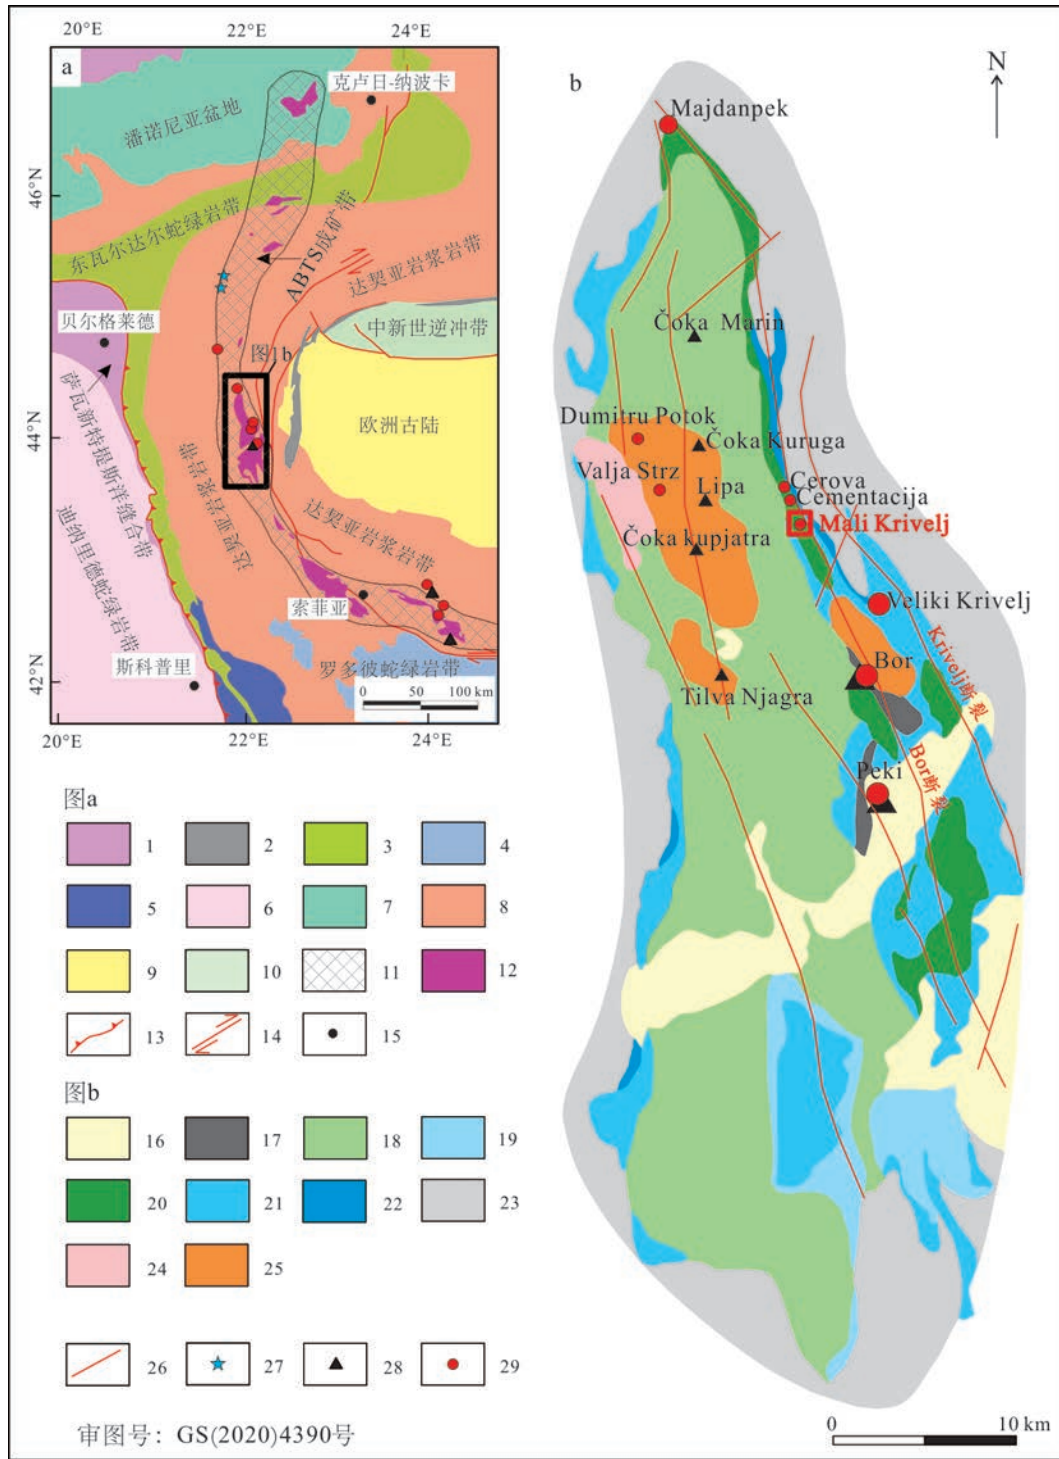 20°E
22°E
24°E
a
克卢日-纳波卡
潘诺尼亚盆地
46°N
东瓦尔达尔蛇绿岩带
ABTS成矿带
达契亚岩浆岩带
贝尔格莱德
中新世逆冲带
图1b
萨瓦新特提斯洋缝合带
44°N
欧洲古陆
达契亚岩浆岩带
达契亚岩浆岩带
迪纳里德蛇绿岩带
索菲亚
斯科普里
罗多彼蛇绿岩带
42°N
0 50 100 km
20°E
22°E
24°E
b
N
Majdanpek
Čoka Marin
Dumitru Potok
Čoka Kuruga
Valja Strz
Lipa
Cerova
Cementacija
Mali Krivelj
Čoka kupjatra
Veliki Krivelj
Krivelj断裂
Bor
Tilva Njagra
Bor断裂
Peki
0 10 km
图a
1 2 3 4
5 6 7 8
9 10 11 12
13 14 15
图b
16 17 18 19
20 21 22 23
24 25
26 27 28 29
审图号：GS(2020)4390号